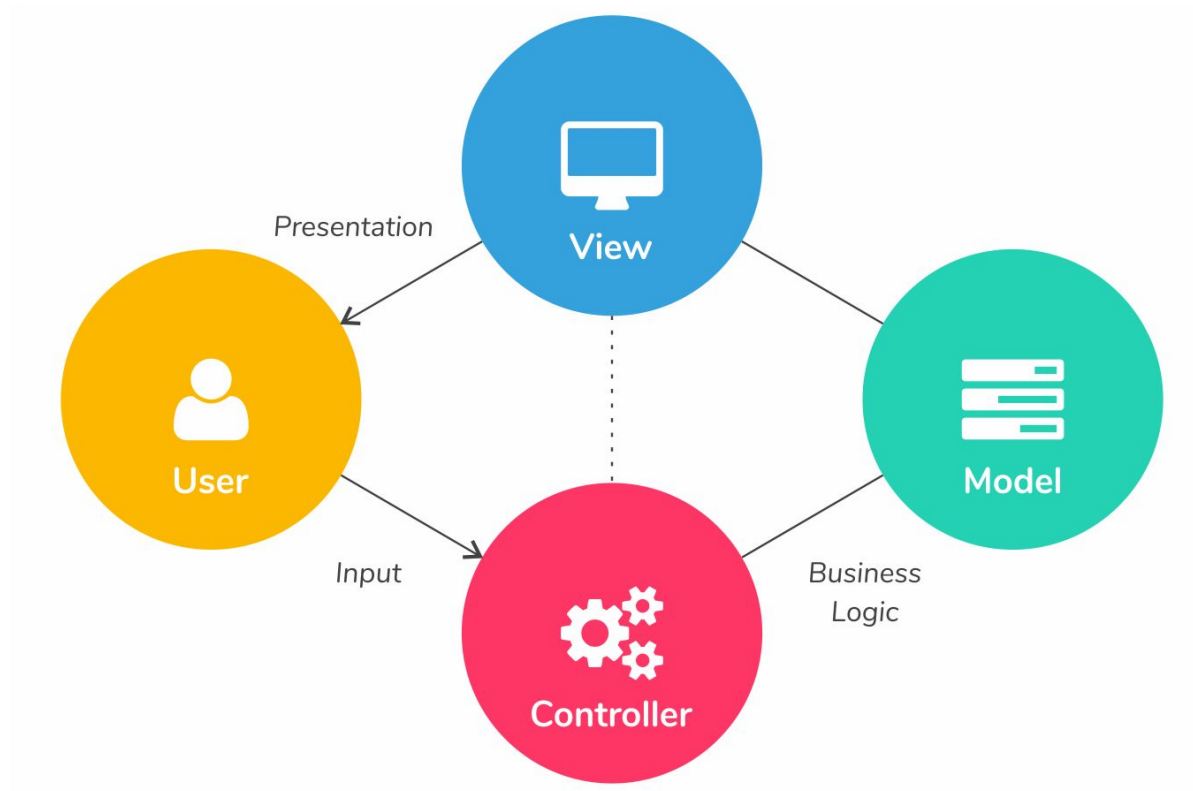 View
Presentation
User
Model
Input
Business
Logic
Controller